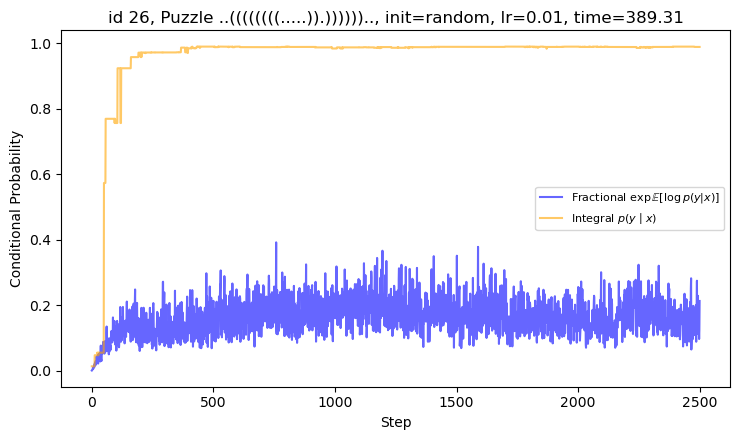 id 26, Puzzle ..((((((((.....)).)))))).., init=random, lr=0.01, time=389.31
Conditional Probability
1.0
0.8
0.6
0.4
0.2
0.0
Fractional exp𝔼[log p(y|x)]
Integral p(y | x)
0
500
1000
1500
2000
2500
Step